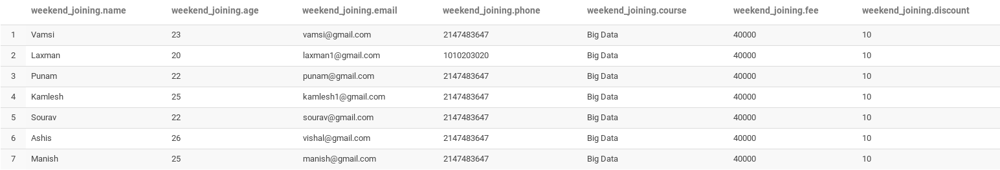 weekend_joining.name weekend_joining.age weekend_joining.email weekend_joining.phone weekend_joining.course weekend_joining.fee weekend_joining.discount
1 Vamsi 23 vamsi@gmail.com 2147483647 Big Data 40000 10
2 Laxman 20 laxman1@gmail.com 1010203020 Big Data 40000 10
3 Punam 22 punam@gmail.com 2147483647 Big Data 40000 10
4 Kamlesh 25 kamlesh1@gmail.com 2147483647 Big Data 40000 10
5 Sourav 22 sourav@gmail.com 2147483647 Big Data 40000 10
6 Ashis 26 vishal@gmail.com 2147483647 Big Data 40000 10
7 Manish 25 manish@gmail.com 2147483647 Big Data 40000 10